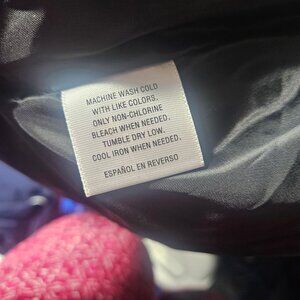 MACHINE WASH COLD
WITH LIKE COLORS.
ONLY NON-CHLORINE
BLEACH WHEN NEEDED.
TUMBLE DRY LOW.
COOL IRON WHEN NEEDED.
ESPAÑOL EN REVERSO